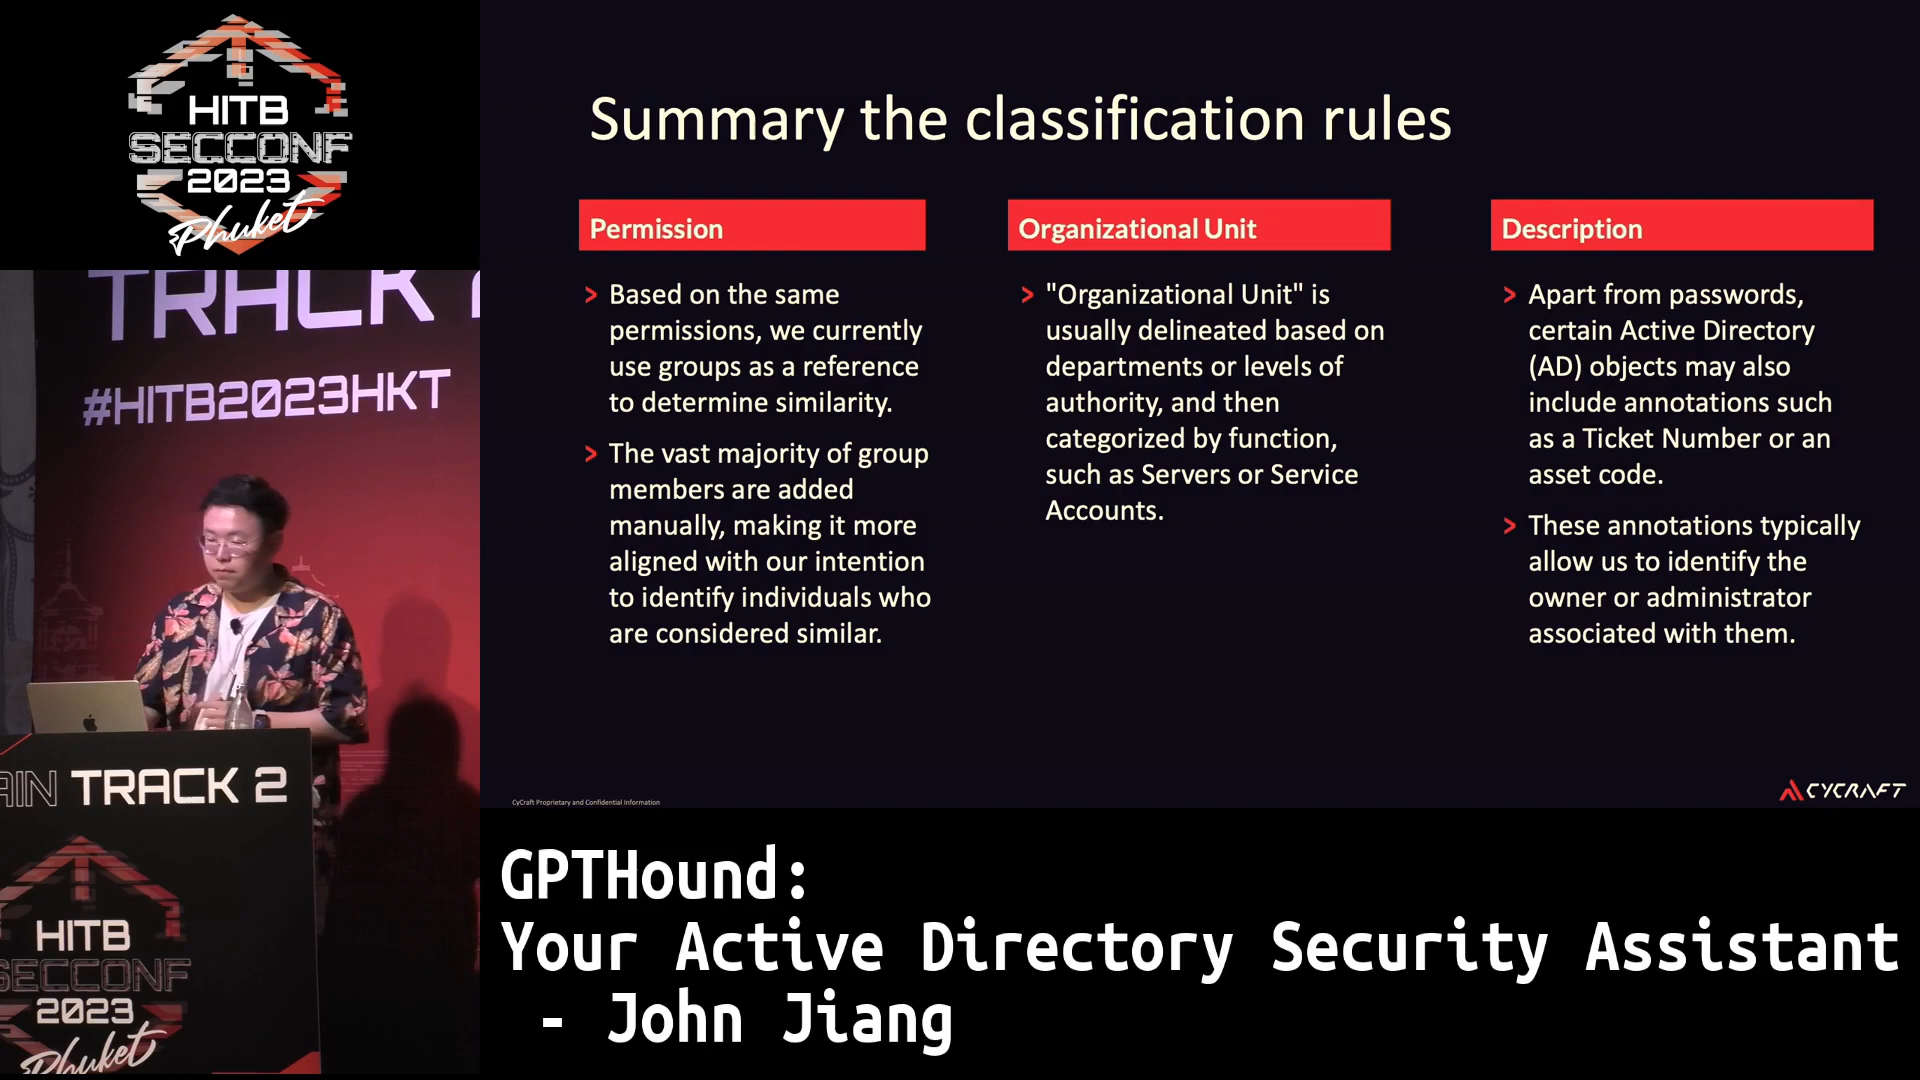 HITB
SECCONF
2023
Phuket
TRACK 2
#HITB2023HKT
AIN TRACK 2
HITB
SECCONF
2023
Phuket
Summary the classification rules
Permission
> Based on the same
permissions, we currently
use groups as a reference
to determine similarity.
> The vast majority of group
members are added
manually, making it more
aligned with our intention
to identify individuals who
are considered similar.
Organizational Unit
> "Organizational Unit" is
usually delineated based on
departments or levels of
authority, and then
categorized by function,
such as Servers or Service
Accounts.
Description
> Apart from passwords,
certain Active Directory
(AD) objects may also
include annotations such
as a Ticket Number or an
asset code.
> These annotations typically
allow us to identify the
owner or administrator
associated with them.
CyCraft Proprietary and Confidential Information
CYCRAFT
GPTHound:
Your Active Directory Security Assistant
- John Jiang